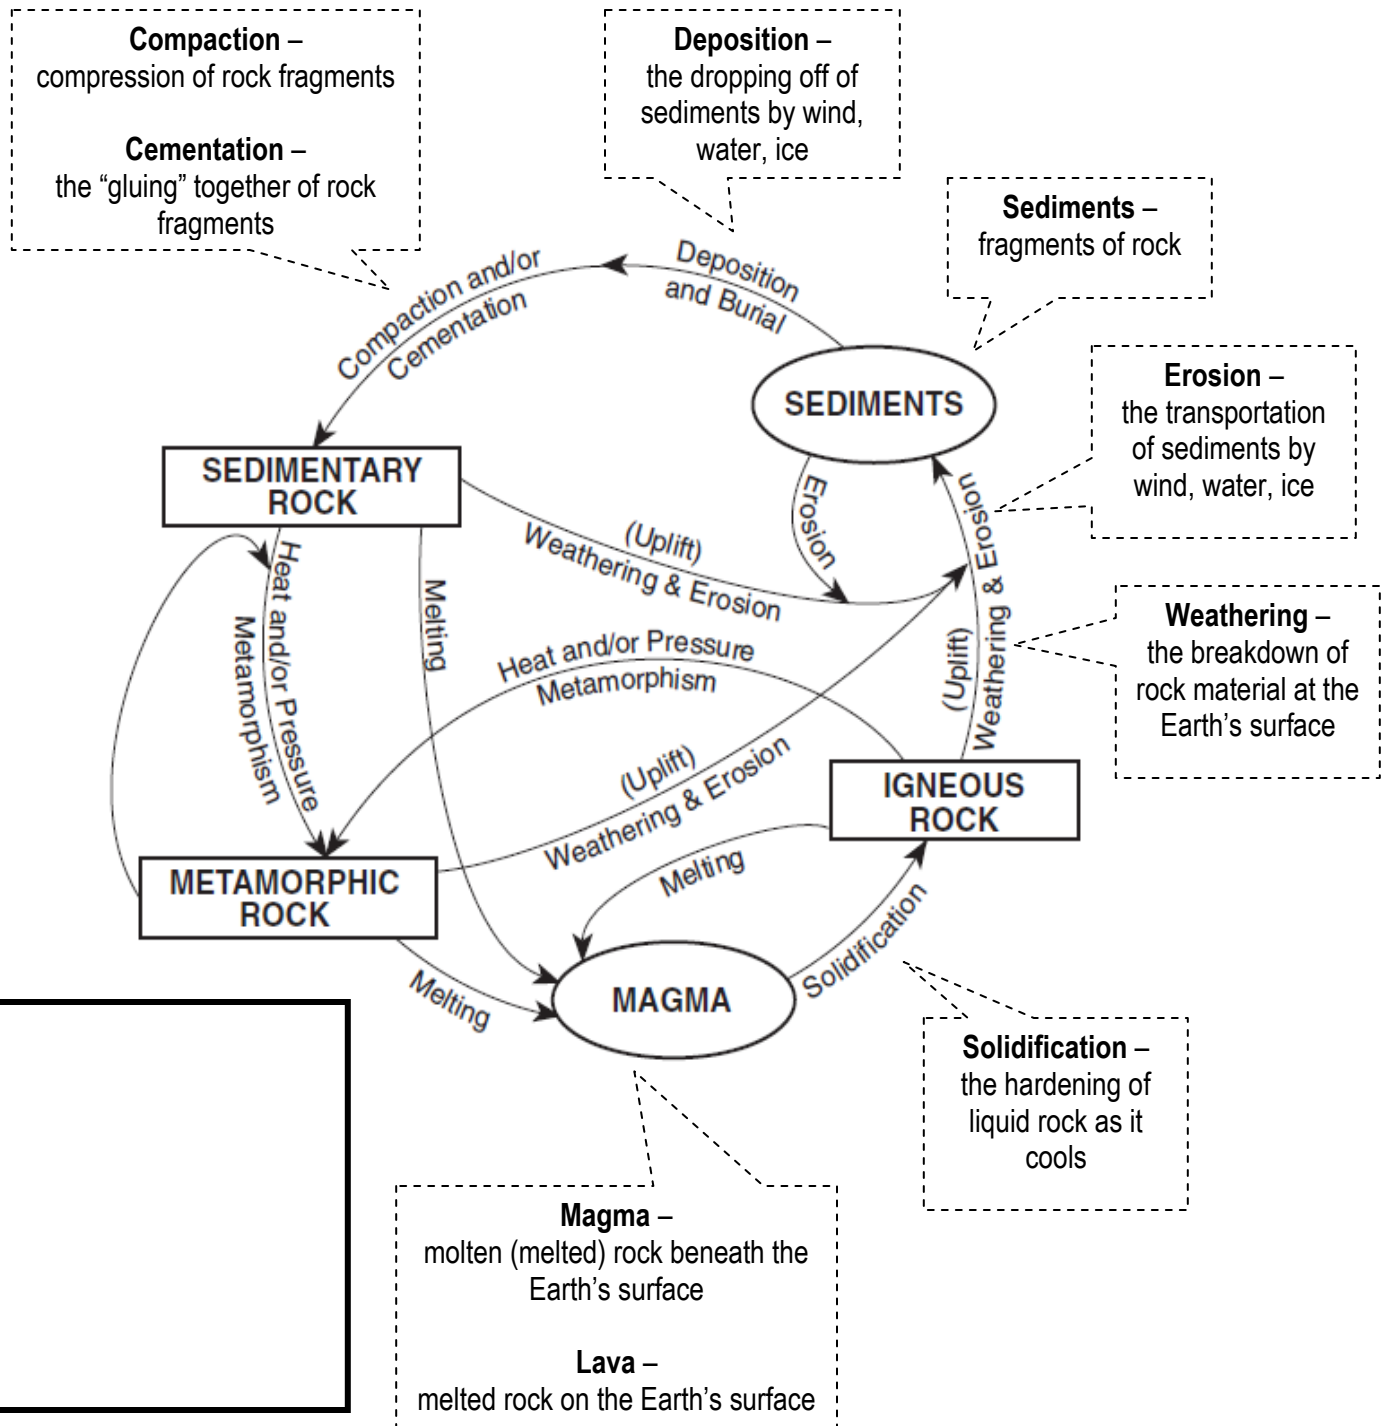 Compaction –
compression of rock fragments
Cementation –
the “gluing” together of rock
fragments
Deposition –
the dropping off of
sediments by wind,
water, ice
Sediments –
fragments of rock
Erosion –
the transportation
of sediments by
wind, water, ice
Weathering –
the breakdown of
rock material at the
Earth’s surface
Deposition
and Burial
Compaction and/or
Cementation
SEDIMENTS
SEDIMENTARY
ROCK
Erosion
(Uplift)
Weathering & Erosion
(Uplift)
Weathering & Erosion
Heat and/or Pressure
Metamorphism
Melting
Heat and/or Pressure
Metamorphism
(Uplift)
Weathering & Erosion
IGNEOUS
ROCK
METAMORPHIC
ROCK
Melting
Melting
Solidification
MAGMA
Solidification –
the hardening of
liquid rock as it
cools
Magma –
molten (melted) rock beneath the
Earth’s surface
Lava –
melted rock on the Earth’s surface